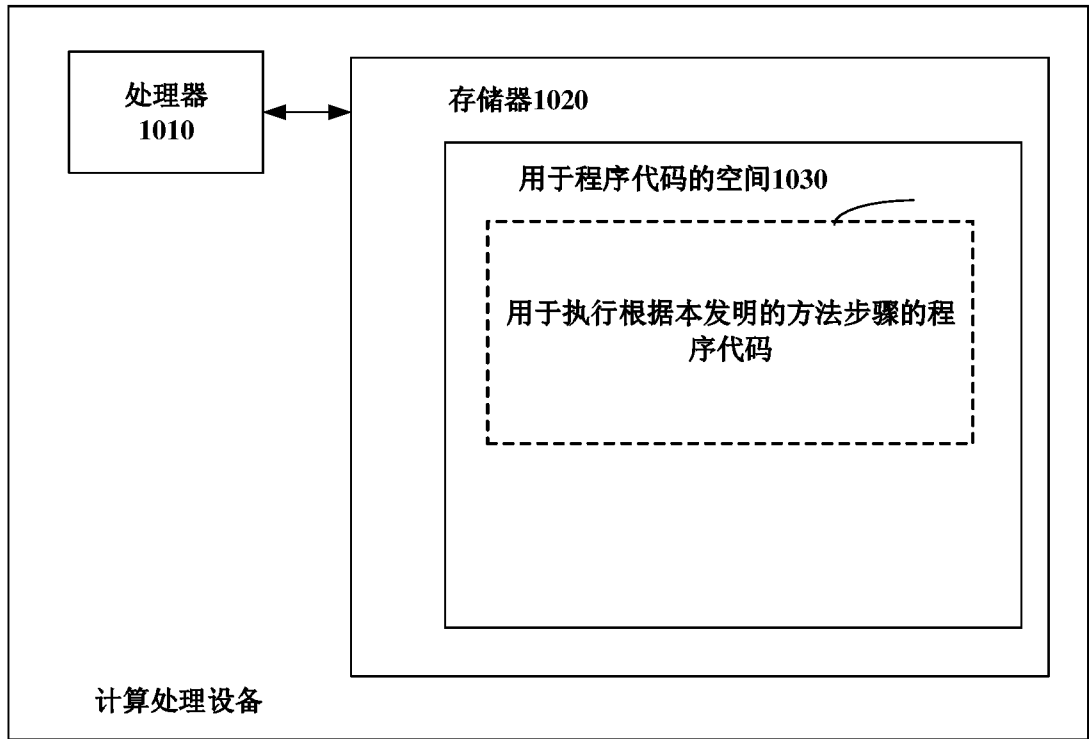 处理器
1010
存储器1020
用于程序代码的空间1030
用于执行根据本发明的方法步骤的程
序代码
计算处理设备